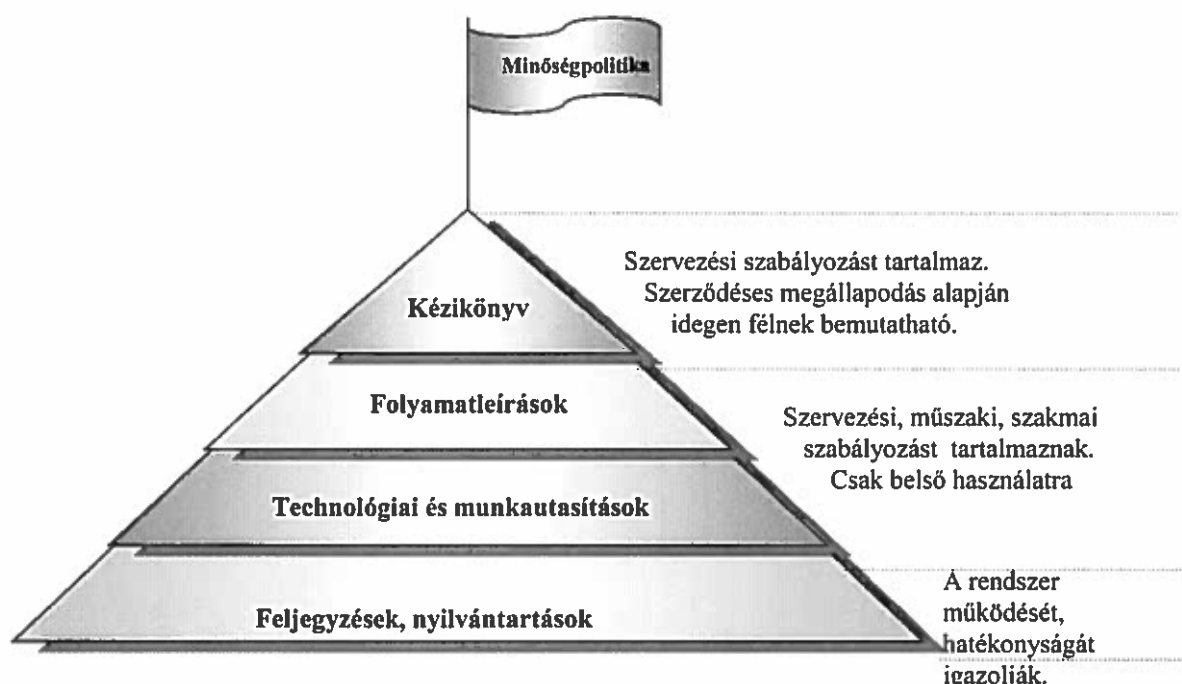 Minőségpolitika
Kézikönyv
Szervezési szabályozást tartalmaz.
Szerződéses megállapodás alapján
idegen félnek bemutatható.
Folyamatleírások
Szervezési, műszaki, szakmai
szabályozást tartalmaznak.
Csak belső használatra
Technológiai és munkautasítások
Feljegyzések, nyilvántartások
A rendszer
működését,
hatékonyságát
igazolják.